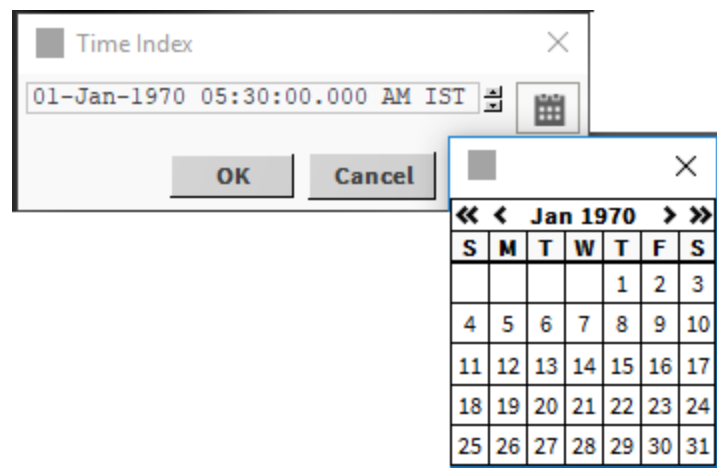 Time Index
01-Jan-1970 05:30:00.000 AM IST
OK Cancel
Jan 1970
S M T W T F S
1 2 3
4 5 6 7 8 9 10
11 12 13 14 15 16 17
18 19 20 21 22 23 24
25 26 27 28 29 30 31